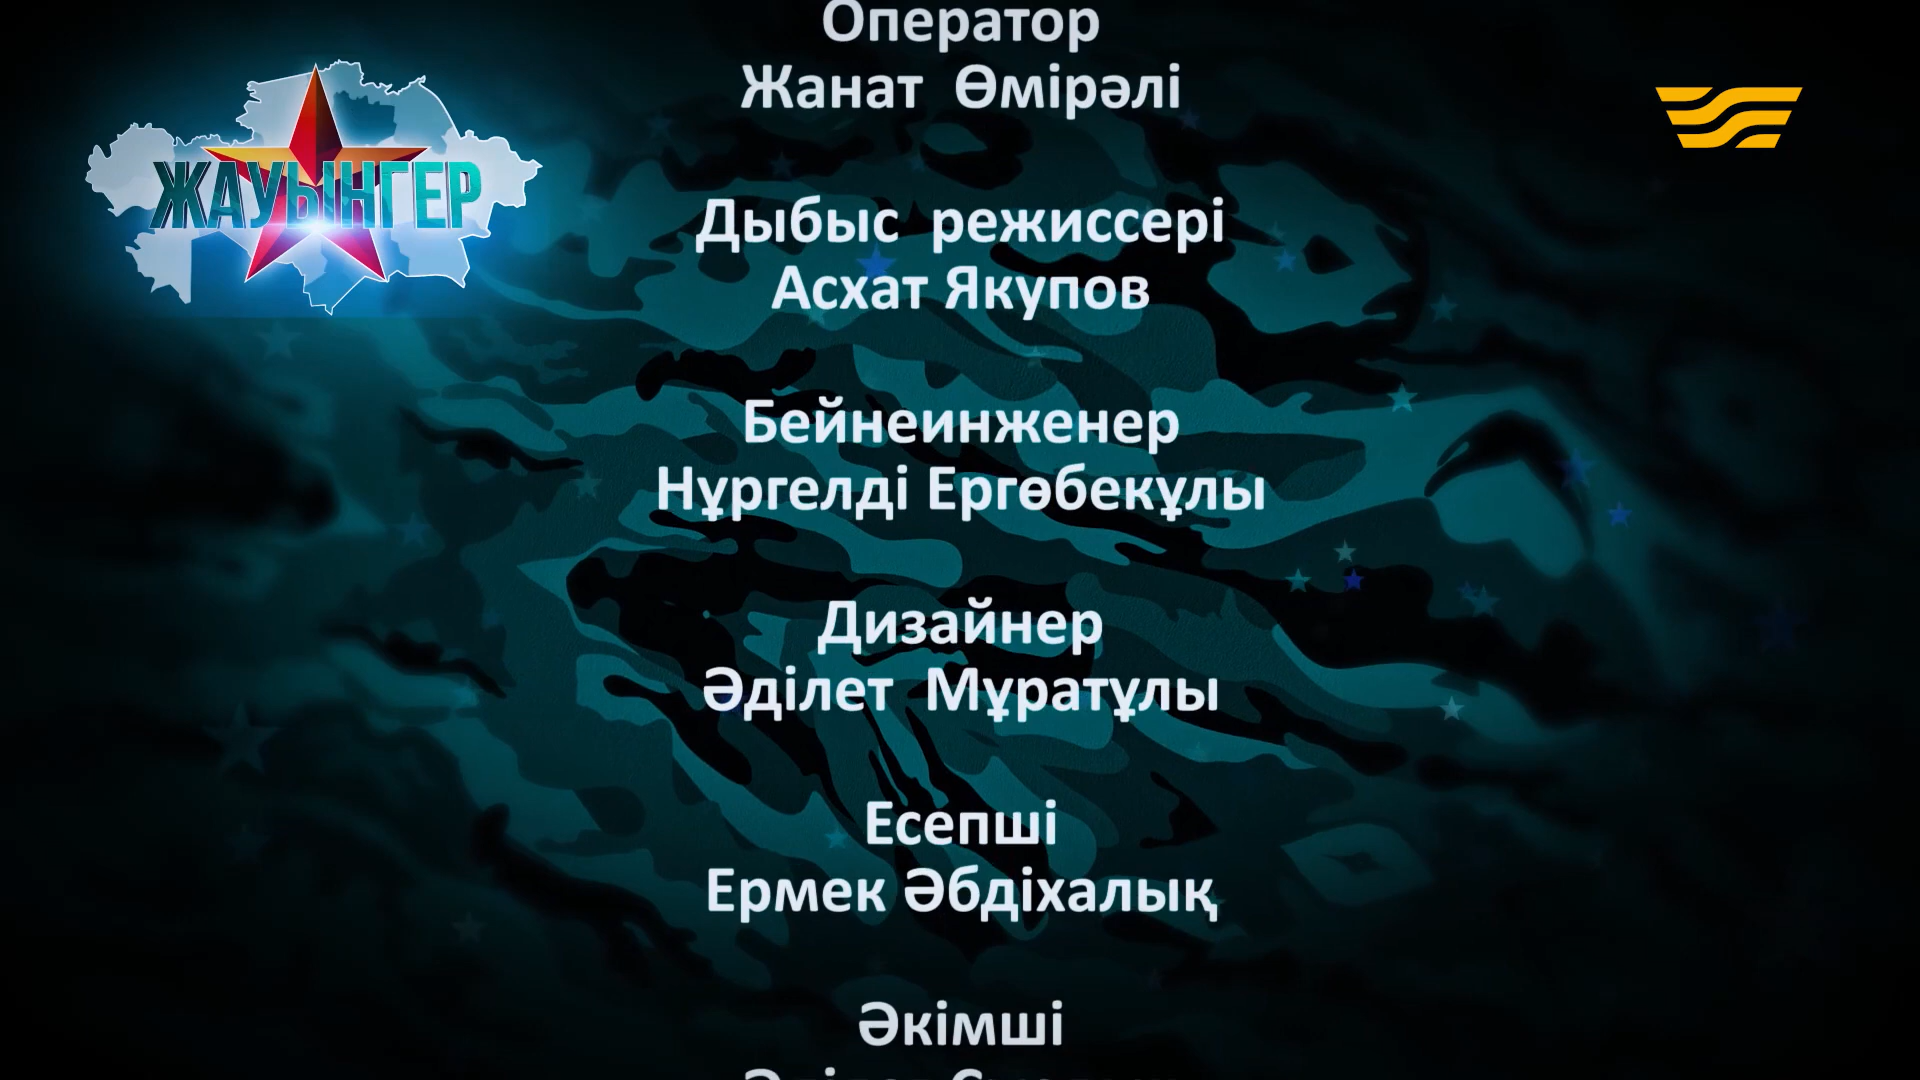 Оператор
Жанат Өмірәлі
ЖАУЫНГЕР
Дыбыс режиссері
Асхат Якупов
Бейнеинженер
Нұргелді Ергөбекұлы
Дизайнер
Әділет Мұратұлы
Есепші
Ермек Әбдіхалық
Әкімші